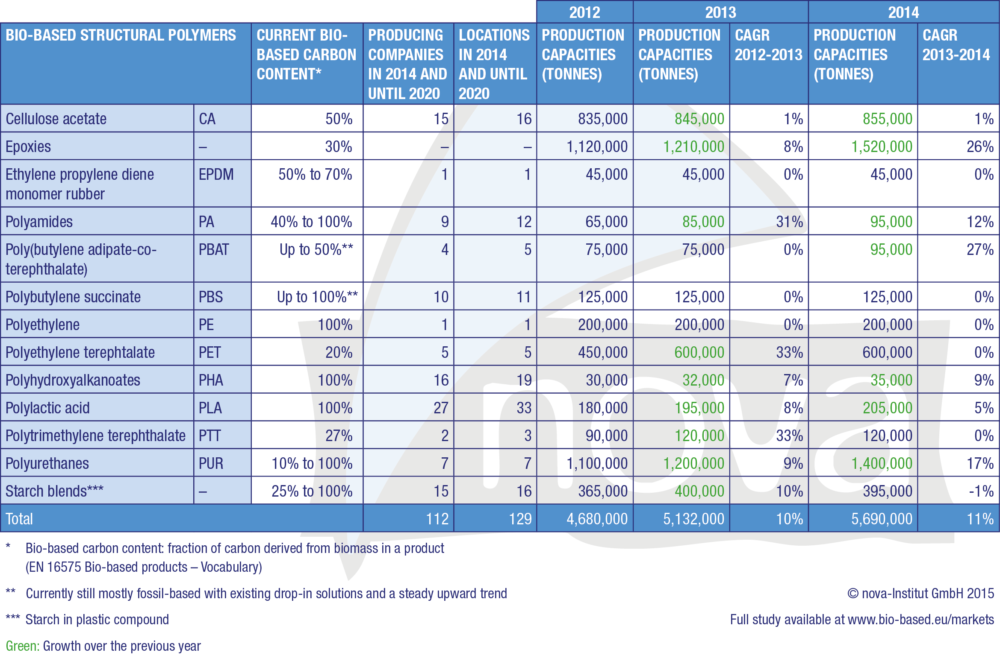 2012 2013 2014
BIO-BASED STRUCTURAL POLYMERS CURRENT BIO- PRODUCING LOCATIONS PRODUCTION PRODUCTION CAGR PRODUCTION CAGR
BASED CARBON COMPANIES IN 2014 CAPACITIES CAPACITIES 2012-2013 CAPACITIES 2013-2014
CONTENT* IN 2014 AND AND UNTIL (TONNES) (TONNES) (TONNES)
UNTIL 2020 2020
Cellulose acetate CA 50% 15 16 835,000 845,000 1% 855,000 1%
Epoxies – 30% – – 1,120,000 1,210,000 8% 1,520,000 26%
Ethylene propylene diene EPDM 50% to 70% 1 1 45,000 45,000 0% 45,000 0%
monomer rubber
Polyamides PA 40% to 100% 9 12 65,000 85,000 31% 95,000 12%
Poly(butylene adipate-co- PBAT Up to 50%** 4 5 75,000 75,000 0% 95,000 27%
terephthalate)
Polybutylene succinate PBS Up to 100%** 10 11 125,000 125,000 0% 125,000 0%
Polyethylene PE 100% 1 1 200,000 200,000 0% 200,000 0%
Polyethylene terephtalate PET 20% 5 5 450,000 600,000 33% 600,000 0%
Polyhydroxyalkanoates PHA 100% 16 19 30,000 32,000 7% 35,000 9%
Polylactic acid PLA 100% 27 33 180,000 195,000 8% 205,000 5%
Polytrimethylene terephthalate PTT 27% 2 3 90,000 120,000 33% 120,000 0%
Polyurethanes PUR 10% to 100% 7 7 1,100,000 1,200,000 9% 1,400,000 17%
Starch blends*** – 25% to 100% 15 16 365,000 400,000 10% 395,000 -1%
Total 112 129 4,680,000 5,132,000 10% 5,690,000 11%
nova
* Bio-based carbon content: fraction of carbon derived from biomass in a product
(EN 16575 Bio-based products – Vocabulary)
** Currently still mostly fossil-based with existing drop-in solutions and a steady upward trend
© nova-Institut GmbH 2015
*** Starch in plastic compound
Full study available at www.bio-based.eu/markets
Green: Growth over the previous year